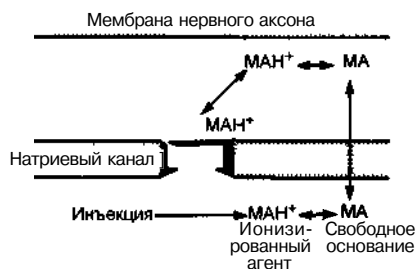 Мембрана нервного аксона
МАН⁺ МА
МАН⁺
Натриевый канал
Инъекция МАН⁺ МА
Ионизи- Свободное
рованный основание
агент